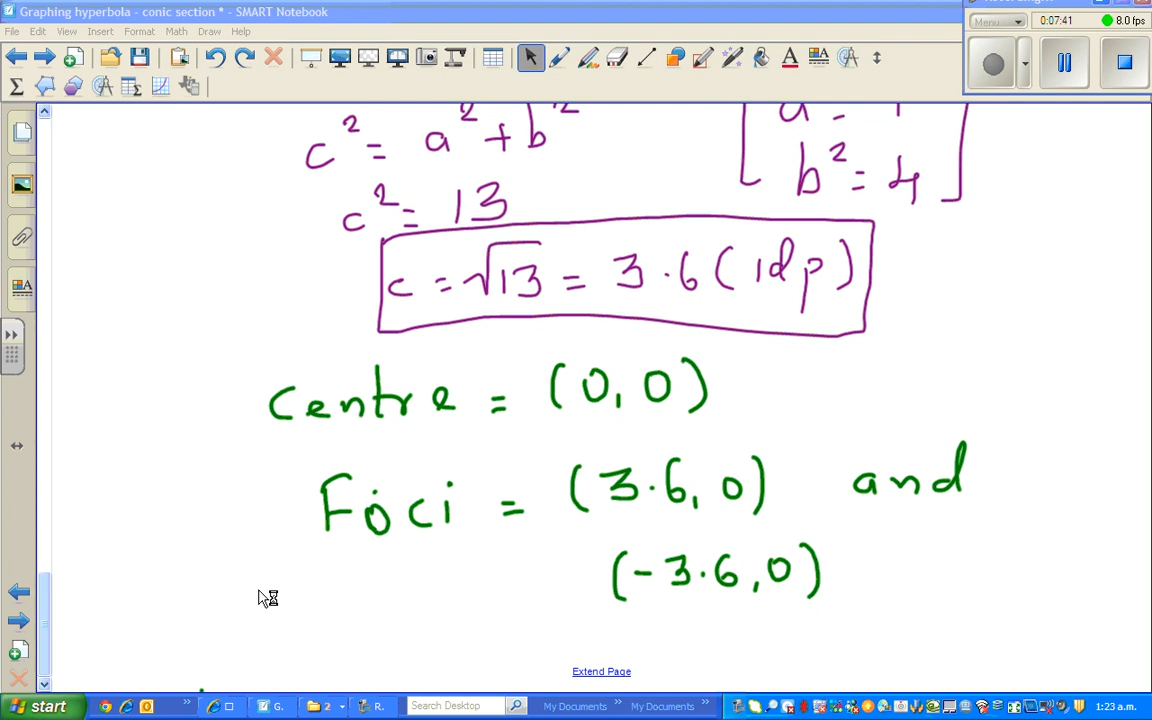 Graphing hyperbola - conic section * - SMART Notebook
File Edit View Insert Format Math Draw Help
Menu 0:07:41 8.0 fps
c² = a² + b²
b² = 4
c² = 13
c = √13 = 3.6 (1dp)
Centre = (0, 0)
Foci = (3.6, 0) and
(-3.6, 0)
Extend Page
start 2 G. R. Search Desktop My Documents My Documents 1:23 a.m.